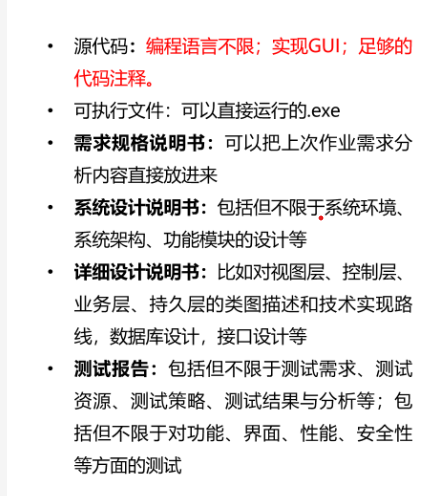 • 源代码：编程语言不限；实现GUI；足够的
代码注释。
• 可执行文件：可以直接运行的.exe
• 需求规格说明书：可以把上次作业需求分
析内容直接放进来
• 系统设计说明书：包括但不限于系统环境、
系统架构、功能模块的设计等
• 详细设计说明书：比如对视图层、控制层、
业务层、持久层的类图描述和技术实现路
线，数据库设计，接口设计等
• 测试报告：包括但不限于测试需求、测试
资源、测试策略、测试结果与分析等；包
括但不限于对功能、界面、性能、安全性
等方面的测试